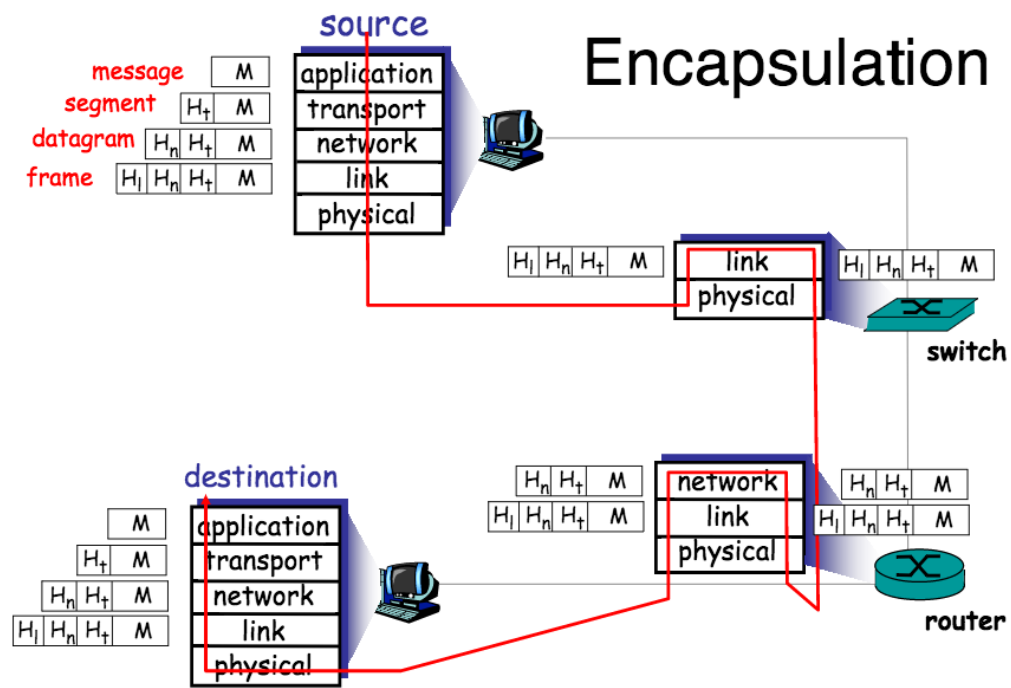 source
Encapsulation
message M application
segment Ht M transport
datagram Hn Ht M network
frame Hl Hn Ht M link
physical
Hl Hn Ht M link Hl Hn Ht M
physical
switch
destination
Hn Ht M network Hn Ht M
Hl Hn Ht M link Hl Hn Ht M
physical
router
M application
Ht M transport
Hn Ht M network
Hl Hn Ht M link
physical